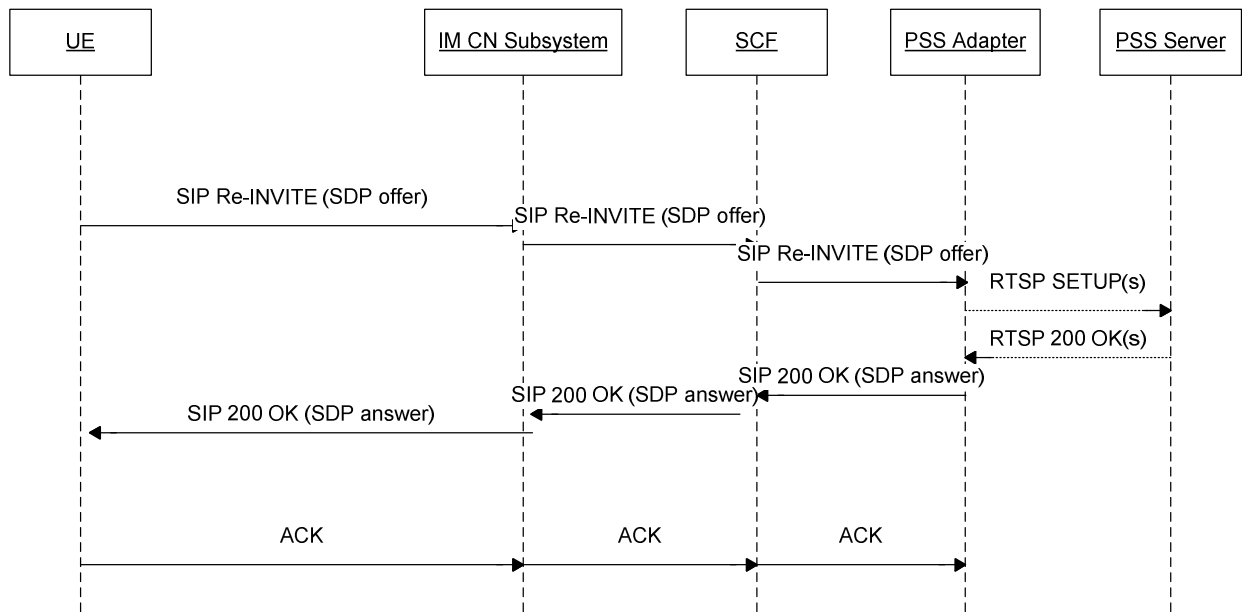 UE
IM CN Subsystem
SCF
PSS Adapter
PSS Server
SIP Re-INVITE (SDP offer)
SIP Re-INVITE (SDP offer)
SIP Re-INVITE (SDP offer)
RTSP SETUP(s)
RTSP 200 OK(s)
SIP 200 OK (SDP answer)
SIP 200 OK (SDP answer)
SIP 200 OK (SDP answer)
ACK
ACK
ACK